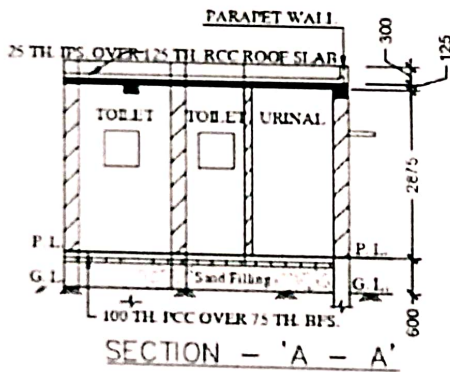 PARAPET WALL
25 TH. IPS. OVER 125 TH. RCC ROOF SLAB
300
125
TOILET TOILET URINAL
2875
P. L. P. L.
G. L. Sand Filling G. L.
600
100 TH. PCC OVER 75 TH. BFS.
SECTION - 'A - A'